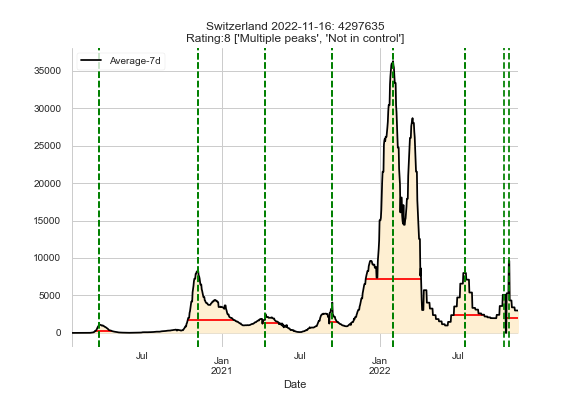 Switzerland 2022-11-16: 4297635
Rating:8 ['Multiple peaks', 'Not in control']
Average-7d
35000
30000
25000
20000
15000
10000
5000
0
Jul
Jan
2021
Jul
Jan
2022
Jul
Date